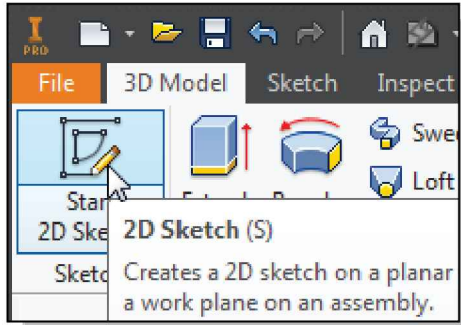 I
PRO
File 3D Model Sketch Inspect
Swe
Loft
Star
2D Ske
Sketc
2D Sketch (S)
Creates a 2D sketch on a planar
a work plane on an assembly.